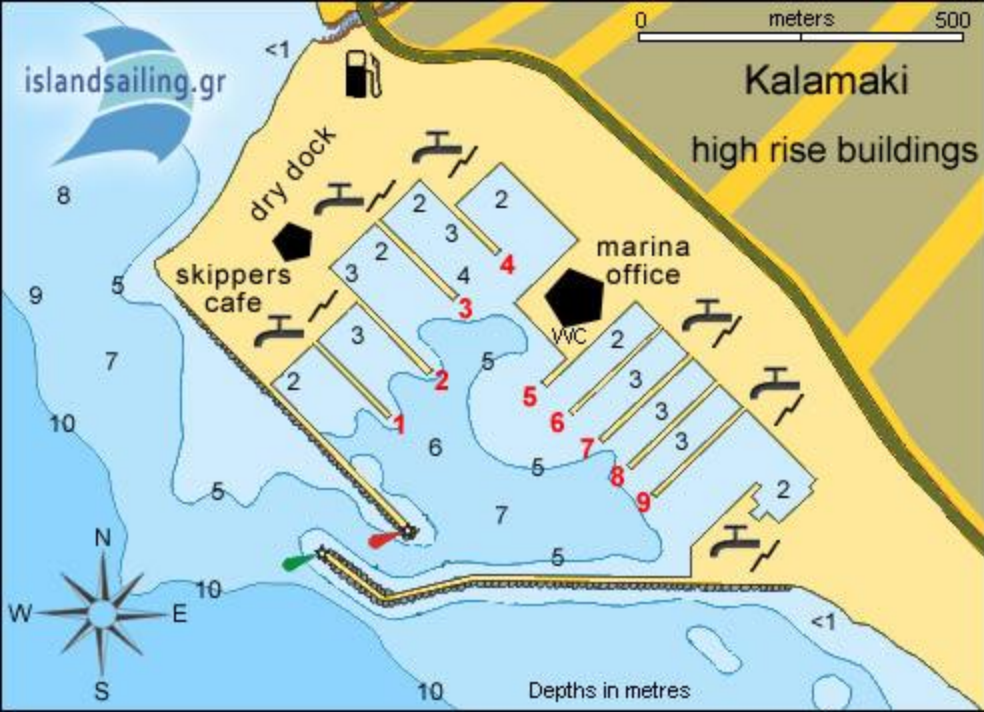 0 meters 500
<1
islandsailing.gr
Kalamaki
high rise buildings
dry dock
8
2
2
3
2
4
marina
office
skippers
cafe
3
4
5
9
3
WC
2
3
5
7
2
3
2
5
3
1
6
10
6
7
3
5
8
2
5
9
7
N
5
10
W E
<1
S
10
Depths in metres